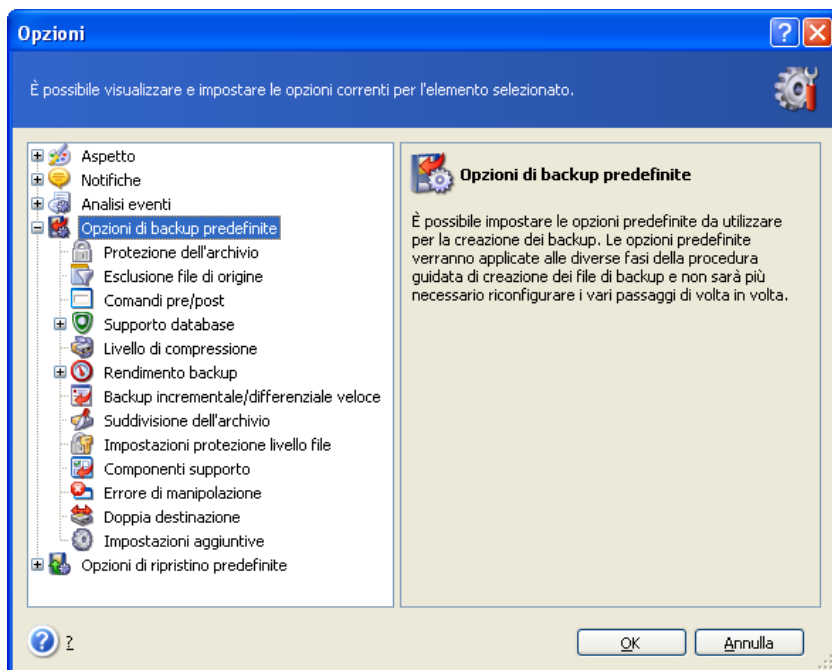 Opzioni
È possibile visualizzare e impostare le opzioni correnti per l'elemento selezionato.
Aspetto
Notifiche
Analisi eventi
Opzioni di backup predefinite
Protezione dell'archivio
Esclusione file di origine
Comandi pre/post
Supporto database
Livello di compressione
Rendimento backup
Backup incrementale/differenziale veloce
Suddivisione dell'archivio
Impostazioni protezione livello file
Componenti supporto
Errore di manipolazione
Doppia destinazione
Impostazioni aggiuntive
Opzioni di ripristino predefinite
Opzioni di backup predefinite
È possibile impostare le opzioni predefinite da utilizzare
per la creazione dei backup. Le opzioni predefinite
verranno applicate alle diverse fasi della procedura
guidata di creazione dei file di backup e non sarà più
necessario riconfigurare i vari passaggi di volta in volta.
?
OK
Annulla